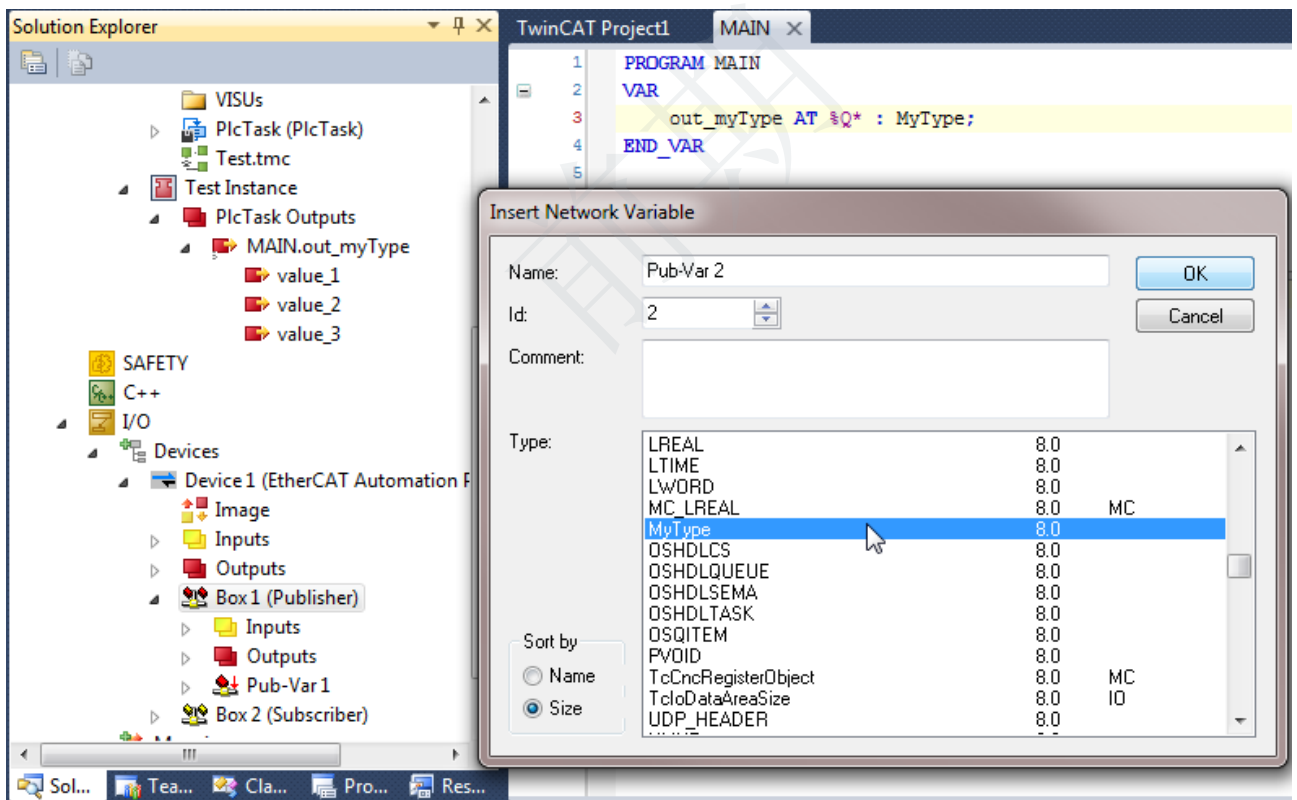 Solution Explorer
VISUs
PlcTask (PlcTask)
Test.tmc
Test Instance
PlcTask Outputs
MAIN.out_myType
value_1
value_2
value_3
SAFETY
C++
I/O
Devices
Device 1 (EtherCAT Automation P
Image
Inputs
Outputs
Box 1 (Publisher)
Inputs
Outputs
Pub-Var 1
Box 2 (Subscriber)
Sol... Tea... Cla... Pro... Res...
TwinCAT Project1 MAIN
1 PROGRAM MAIN
2 VAR
3 out_myType AT %Q* : MyType;
4 END_VAR
5
Insert Network Variable
Name: Pub-Var 2 OK
Id: 2 Cancel
Comment:
Type:
LREAL 8.0
LTIME 8.0
LWORD 8.0
MC_LREAL 8.0 MC
MyType 8.0
OSHDLCS 8.0
OSHDLQUEUE 8.0
OSHDLSEMA 8.0
OSHDLTASK 8.0
OSQITEM 8.0
PVOID 8.0
TcCncRegisterObject 8.0 MC
TcIoDataAreaSize 8.0 IO
UDP_HEADER 8.0
Sort by
Name
Size